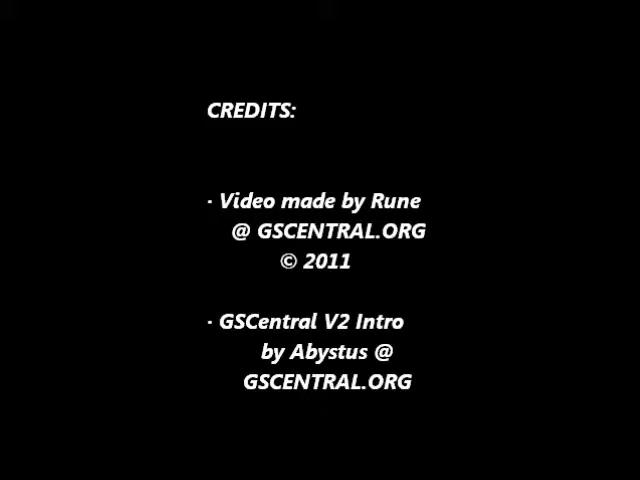 CREDITS:
· Video made by Rune
@ GSCENTRAL.ORG
© 2011
· GSCentral V2 Intro
by Abystus @
GSCENTRAL.ORG